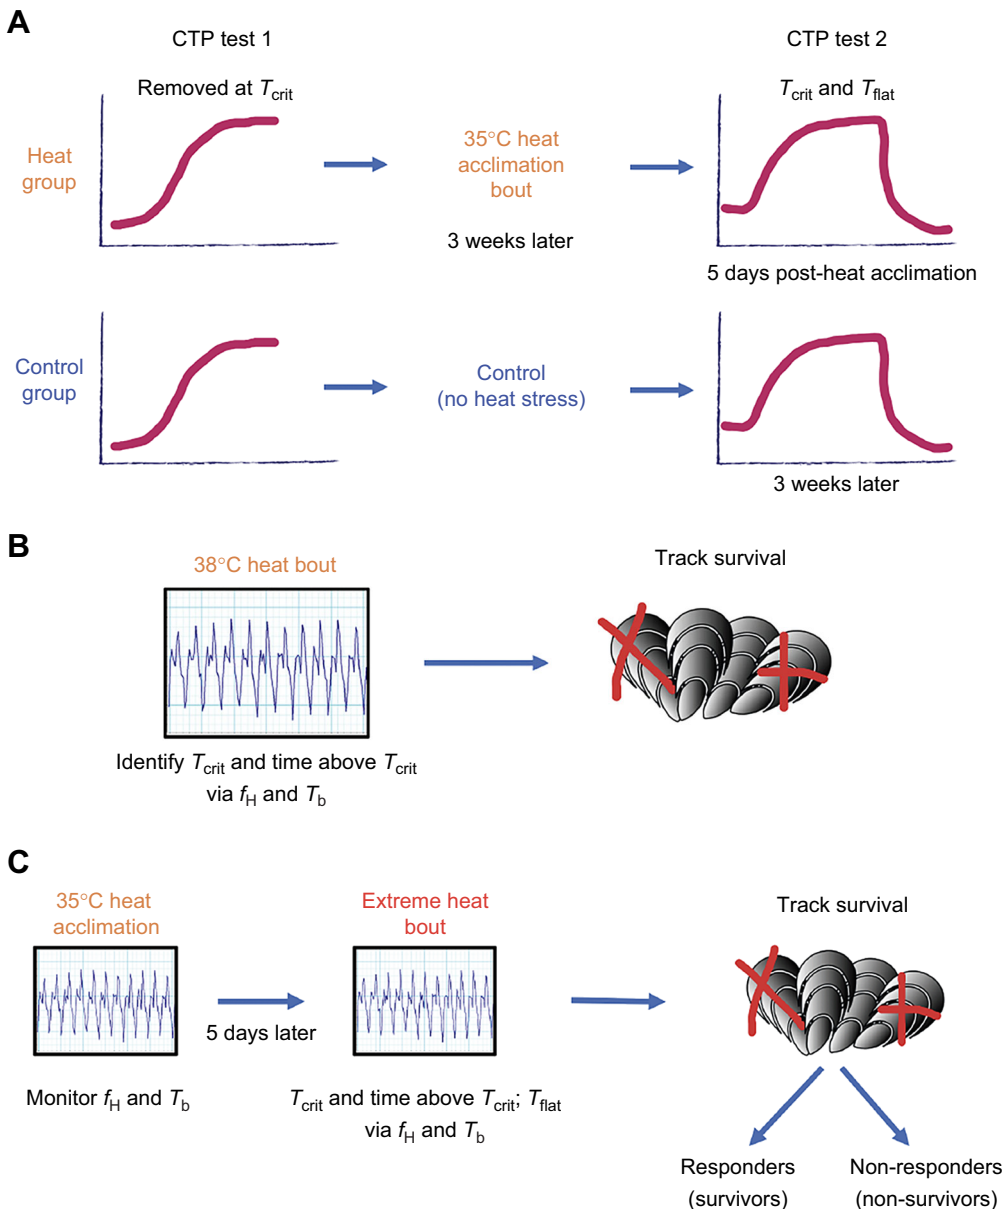 A
CTP test 1
CTP test 2
Removed at Tcrit
Tcrit and Tflat
Heat
group
35°C heat
acclimation
bout
3 weeks later
5 days post-heat acclimation
Control
group
Control
(no heat stress)
3 weeks later
B
38°C heat bout
Track survival
Identify Tcrit and time above Tcrit
via fH and Tb
C
35°C heat
acclimation
Extreme heat
bout
Track survival
5 days later
Monitor fH and Tb
Tcrit and time above Tcrit; Tflat
via fH and Tb
Responders
(survivors)
Non-responders
(non-survivors)